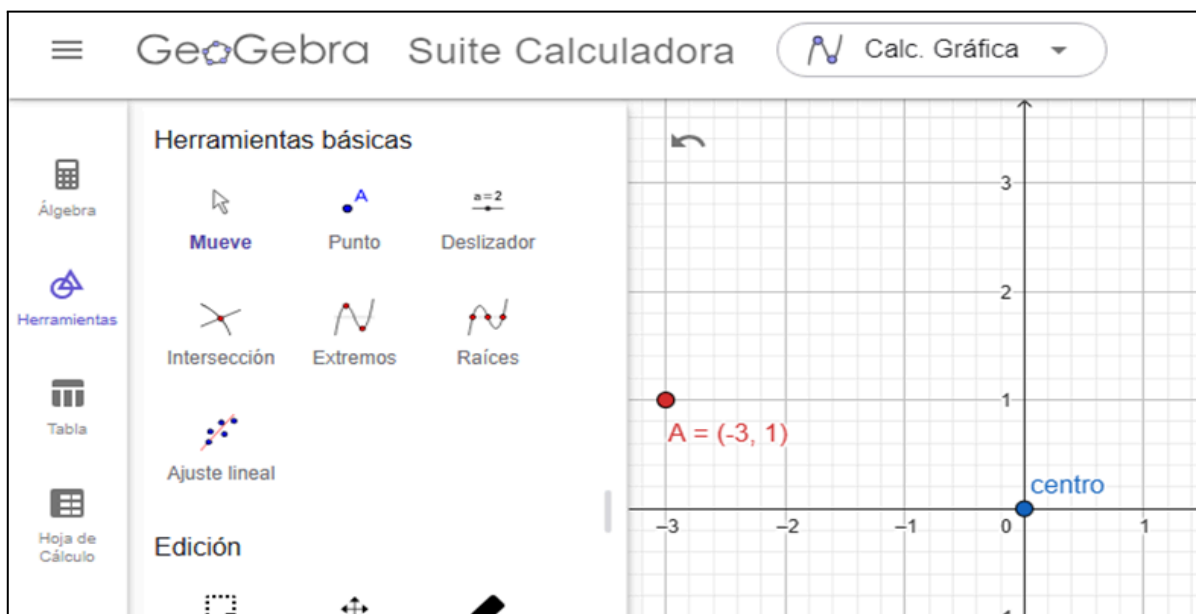 GeoGebra Suite Calculadora Calc. Gráfica
Álgebra
Herramientas
Tabla
Hoja de
Cálculo
Herramientas básicas
A
a=2
Mueve Punto Deslizador
Intersección Extremos Raíces
Ajuste lineal
Edición
3
2
1
A = (-3, 1)
centro
–3 –2 –1 0 1